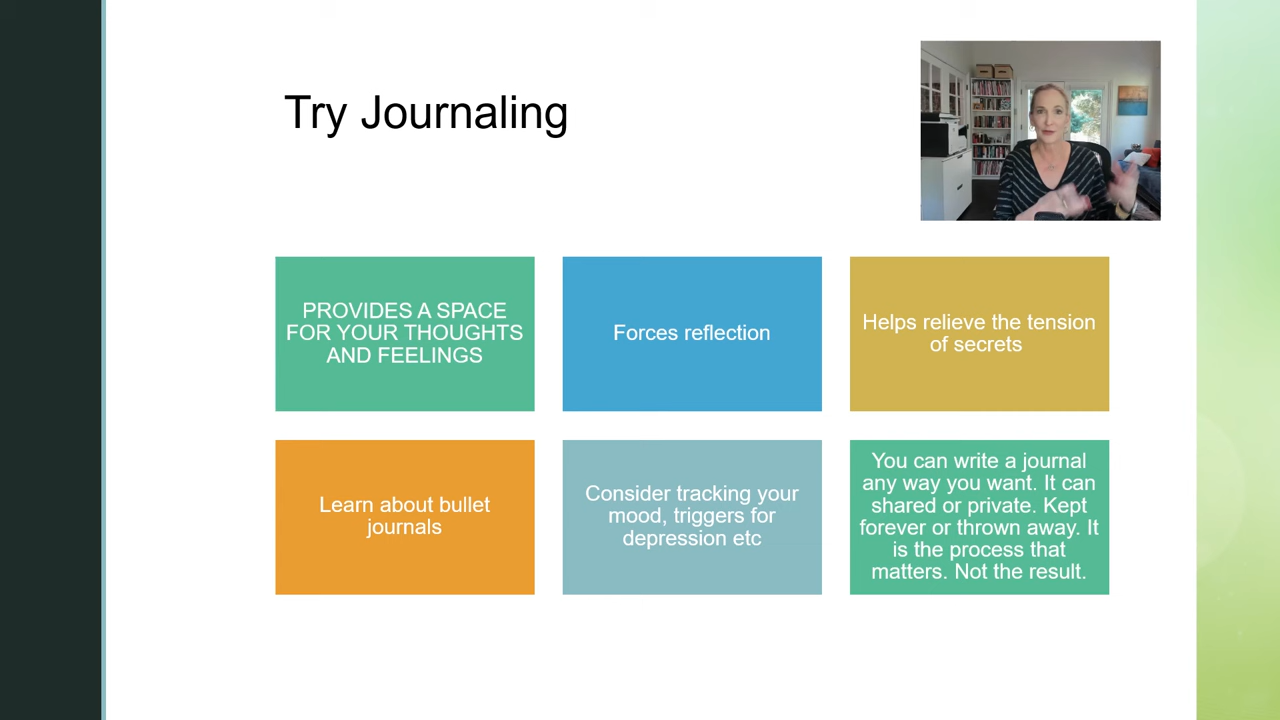 Try Journaling
PROVIDES A SPACE
FOR YOUR THOUGHTS
AND FEELINGS
Forces reflection
Helps relieve the tension
of secrets
Learn about bullet
journals
Consider tracking your
mood, triggers for
depression etc
You can write a journal
any way you want. It can
shared or private. Kept
forever or thrown away. It
is the process that
matters. Not the result.